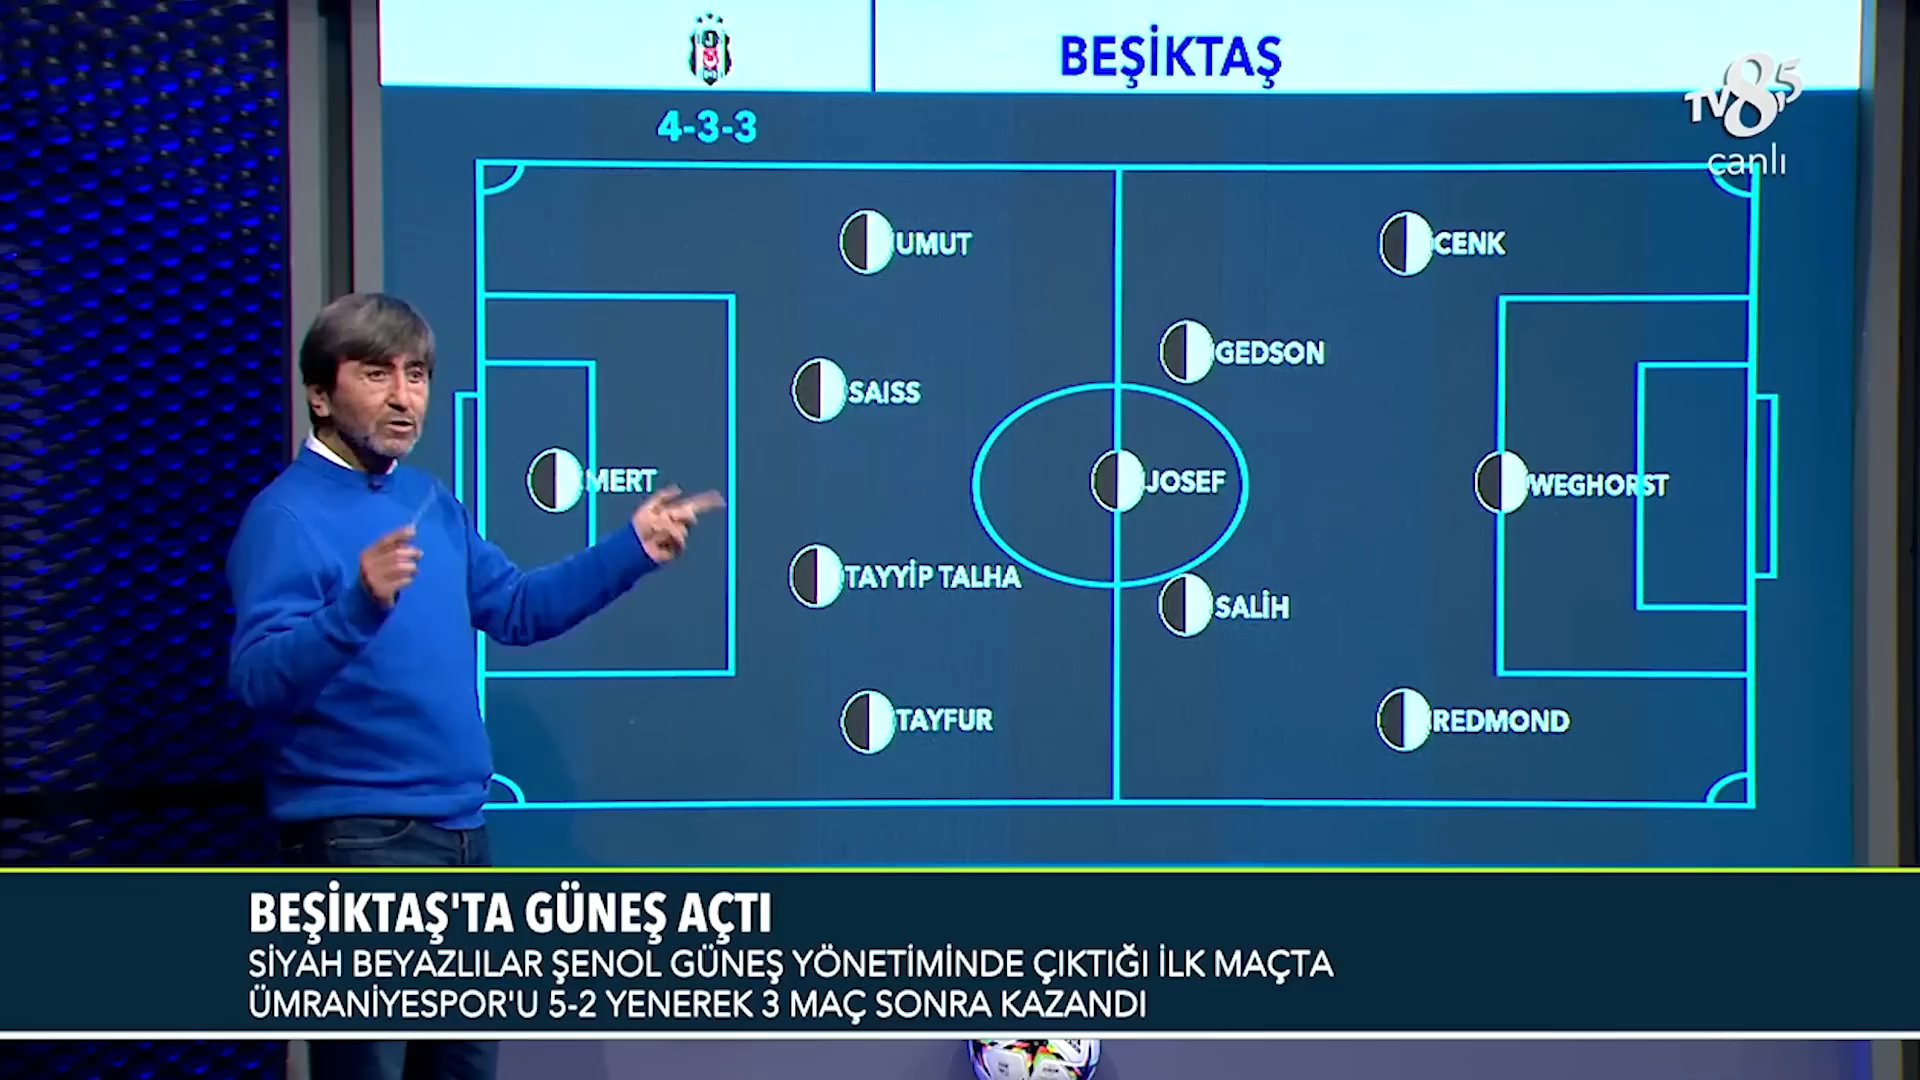 BEŞİKTAŞ
TV8,5
canlı
4-3-3
UMUT
CENK
GEDSON
SAISS
MERT
JOSEF
WEGHORST
TAYYİP TALHA
SALİH
TAYFUR
REDMOND
BEŞİKTAŞ'TA GÜNEŞ AÇTI
SİYAH BEYAZLILAR ŞENOL GÜNEŞ YÖNETİMİNDE ÇIKTIĞI İLK MAÇTA
ÜMRANİYESPOR'U 5-2 YENEREK 3 MAÇ SONRA KAZANDI